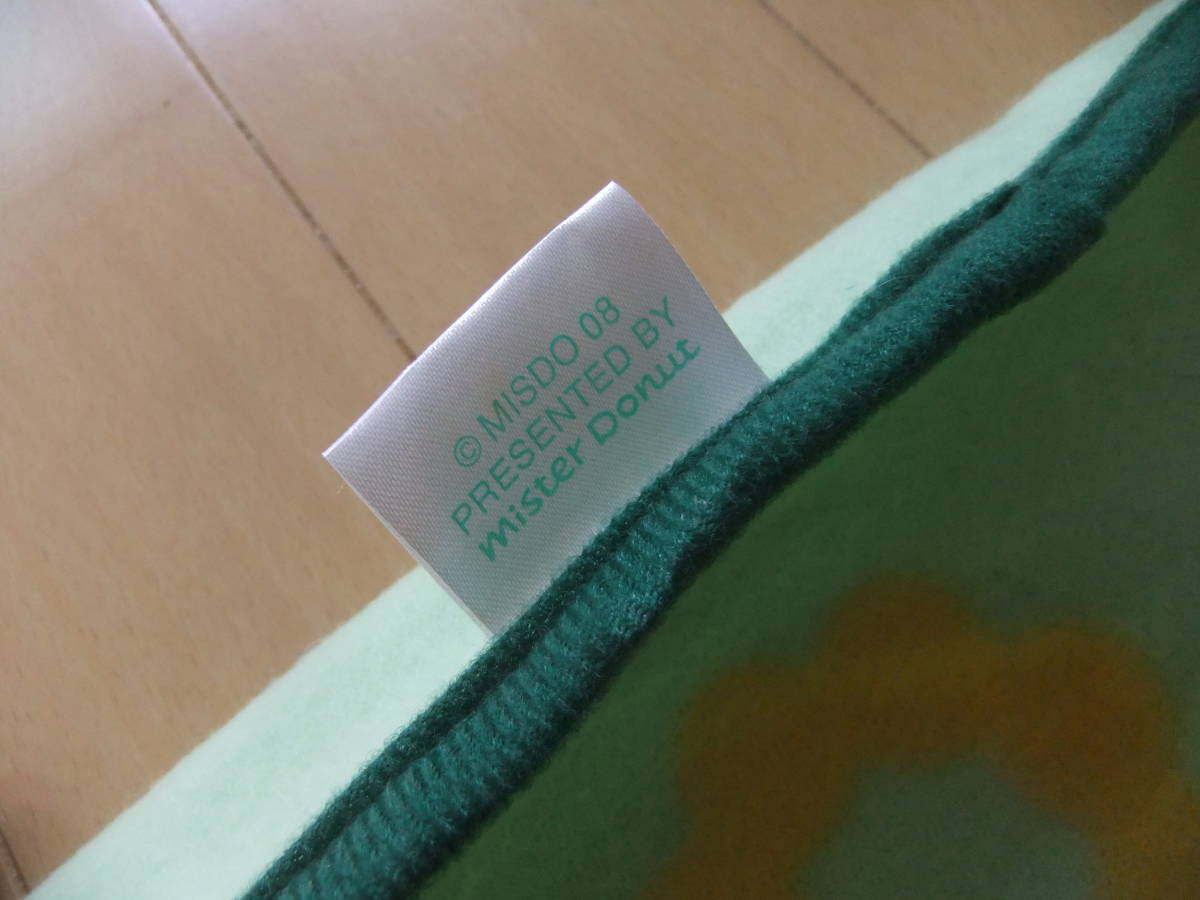 © MISDO 08
PRESENTED BY
mister Donut